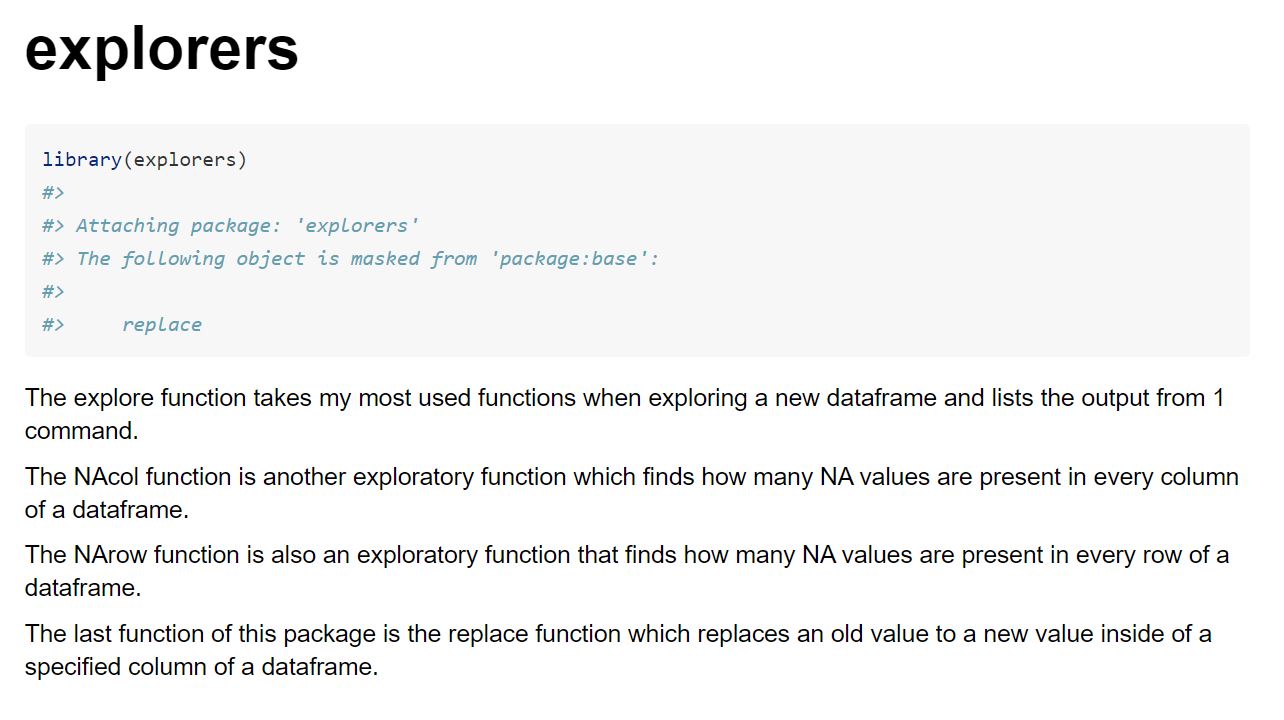 explorers
library(explorers)
#>
#> Attaching package: 'explorers'
#> The following object is masked from 'package:base':
#>
#>     replace
The explore function takes my most used functions when exploring a new dataframe and lists the output from 1
command.
The NAcol function is another exploratory function which finds how many NA values are present in every column
of a dataframe.
The NArow function is also an exploratory function that finds how many NA values are present in every row of a
dataframe.
The last function of this package is the replace function which replaces an old value to a new value inside of a
specified column of a dataframe.